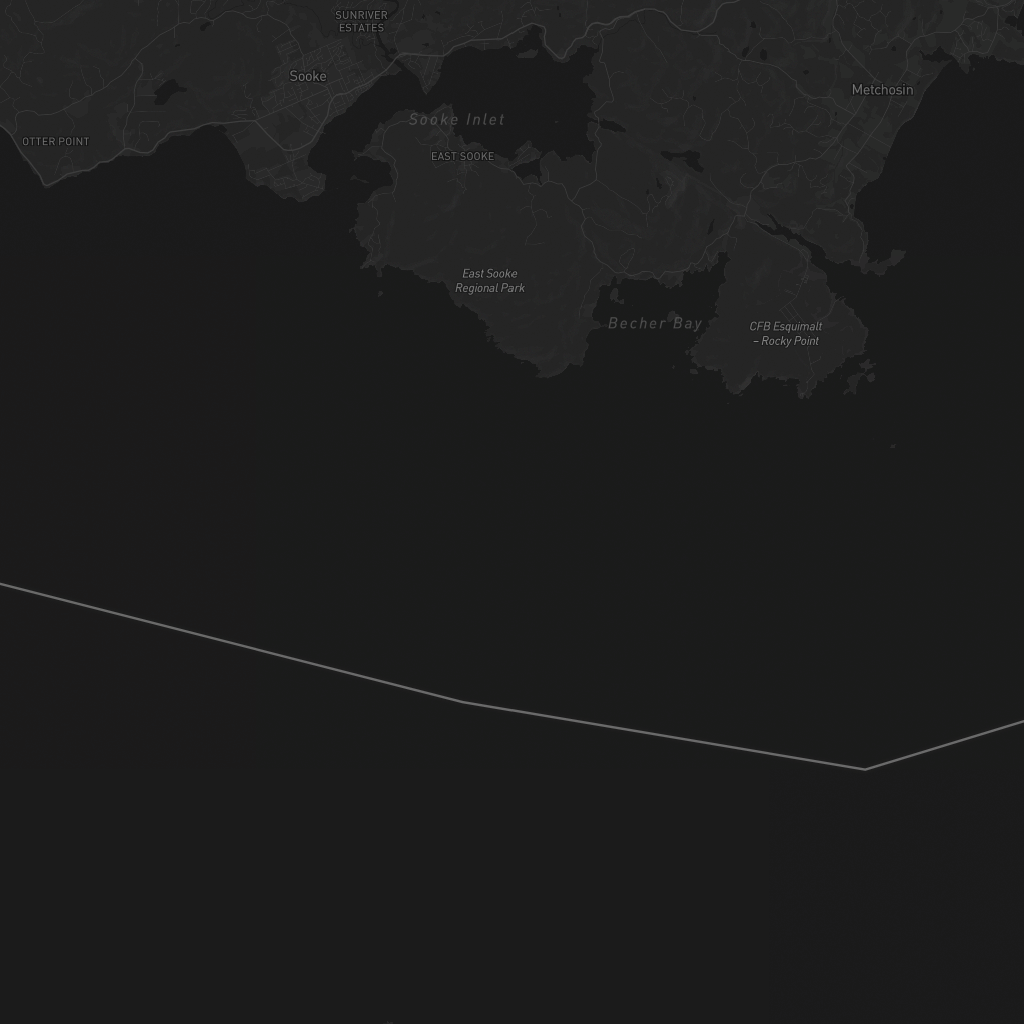 SUNRIVER
ESTATES
Sooke
Metchosin
Sooke Inlet
OTTER POINT
EAST SOOKE
East Sooke
Regional Park
Becher Bay
CFB Esquimalt
– Rocky Point